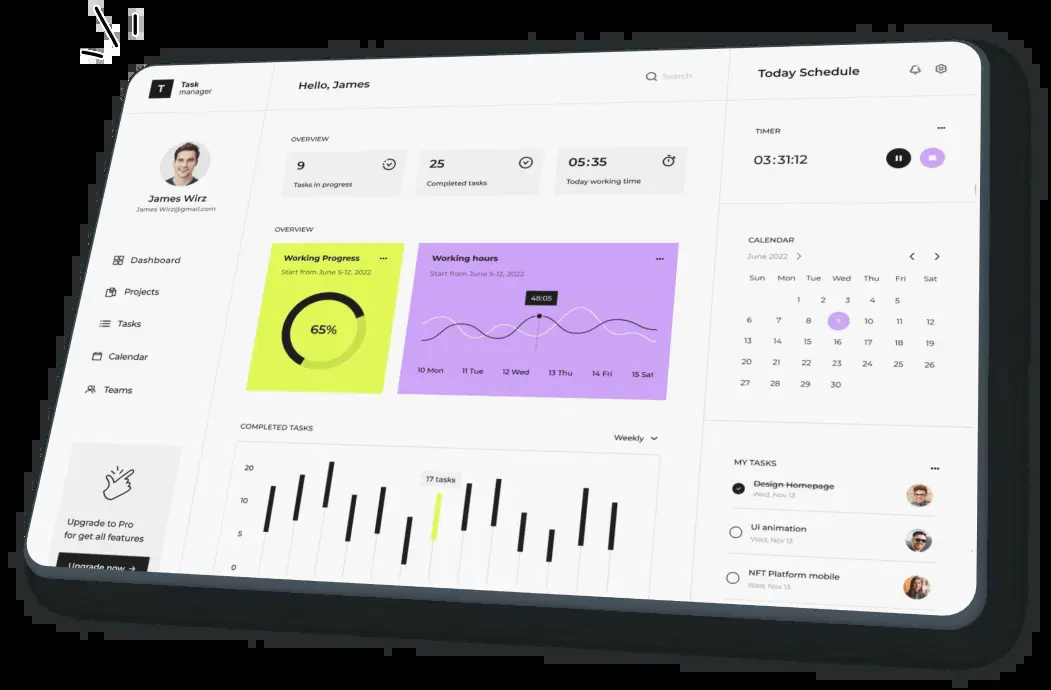 T
Task
manager
James Wirz
James Wirz@gmail.com
Dashboard
Projects
Tasks
Calendar
Teams
Upgrade to Pro
for get all features
Upgrade now →
Hello, James
Search
OVERVIEW
9
Tasks in progress
25
Completed tasks
05:35
Today working time
OVERVIEW
Working Progress
Start from June 5-12, 2022
65%
Working hours
Start from June 5-12, 2022
48:05
10 Mon 11 Tue 12 Wed 13 Thu 14 Fri 15 Sat
COMPLETED TASKS
Weekly
20
10
5
0
17 tasks
Today Schedule
TIMER
03:31:12
CALENDAR
June 2022
Sun Mon Tue Wed Thu Fri Sat
1 2 3 4 5
6 7 8 9 10 11 12
13 14 15 16 17 18 19
20 21 22 23 24 25 26
27 28 29 30
MY TASKS
Design Homepage
Wed, Nov 13
Ui animation
Wed, Nov 13
NFT Platform mobile
Wed, Nov 13